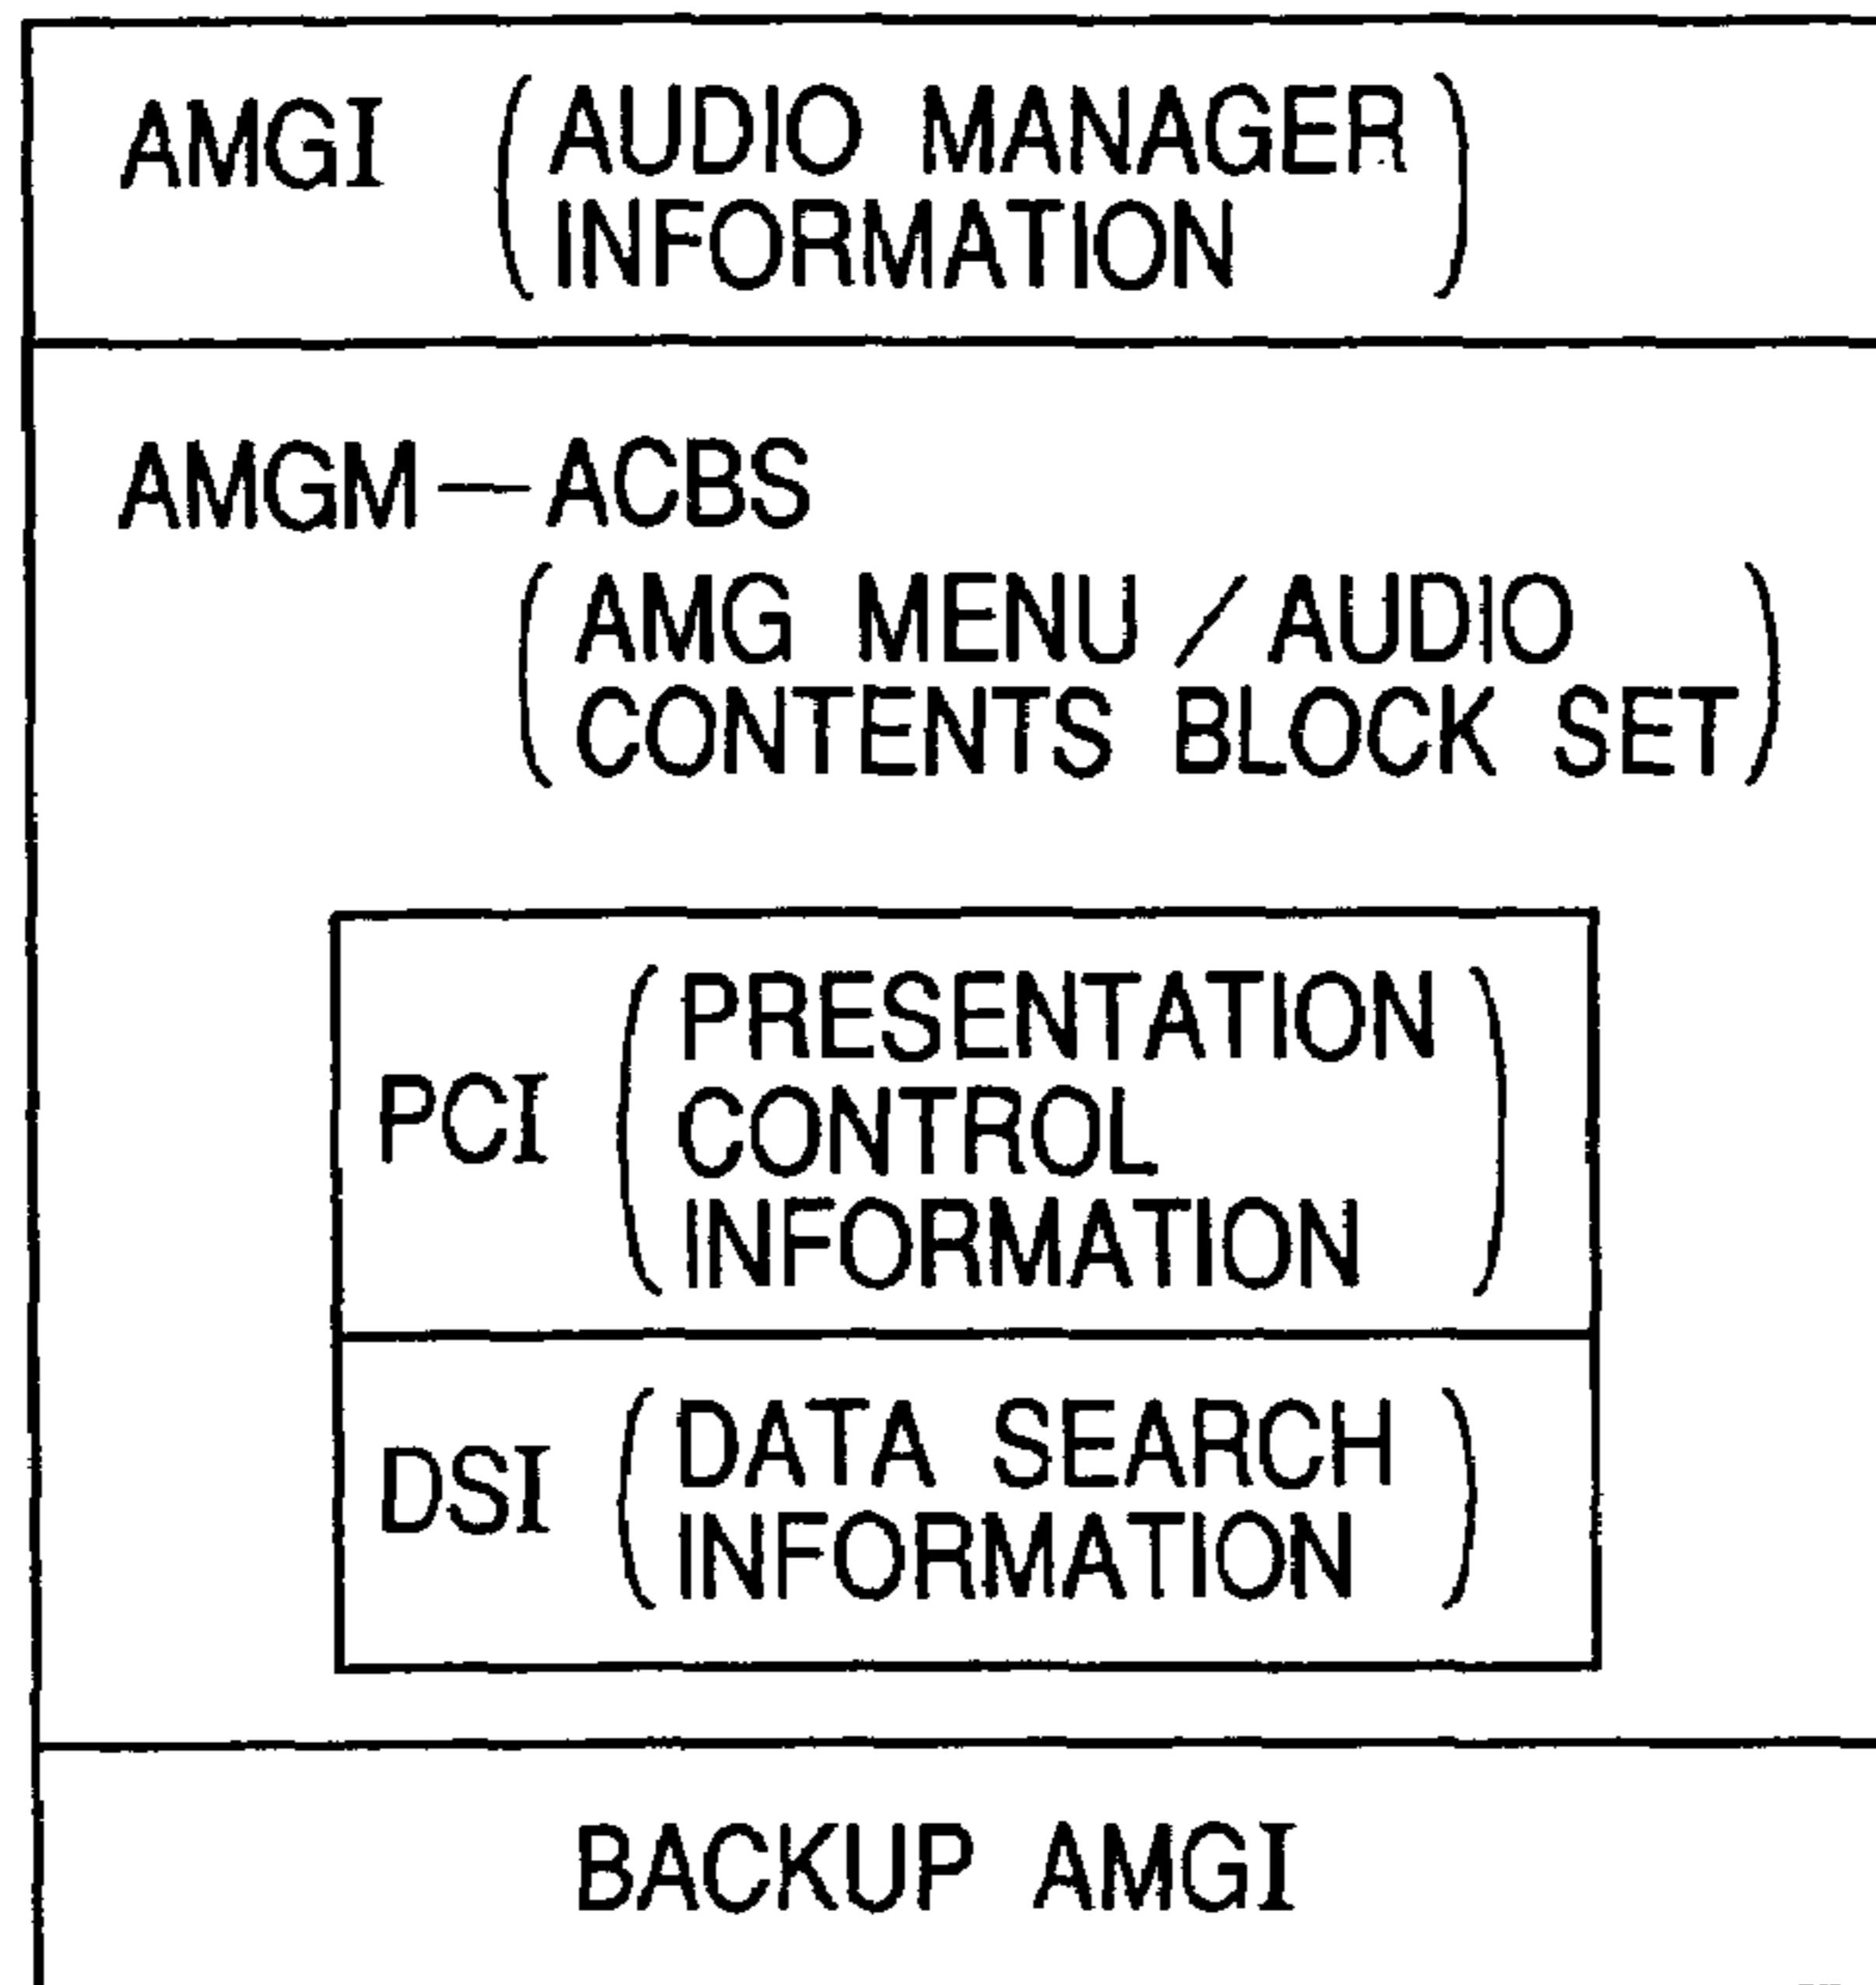 AMGI (AUDIO MANAGER
INFORMATION)
AMGM—ACBS
(AMG MENU/AUDIO
CONTENTS BLOCK SET)
PCI (PRESENTATION
CONTROL
INFORMATION)
DSI (DATA SEARCH
INFORMATION)
BACKUP AMGI